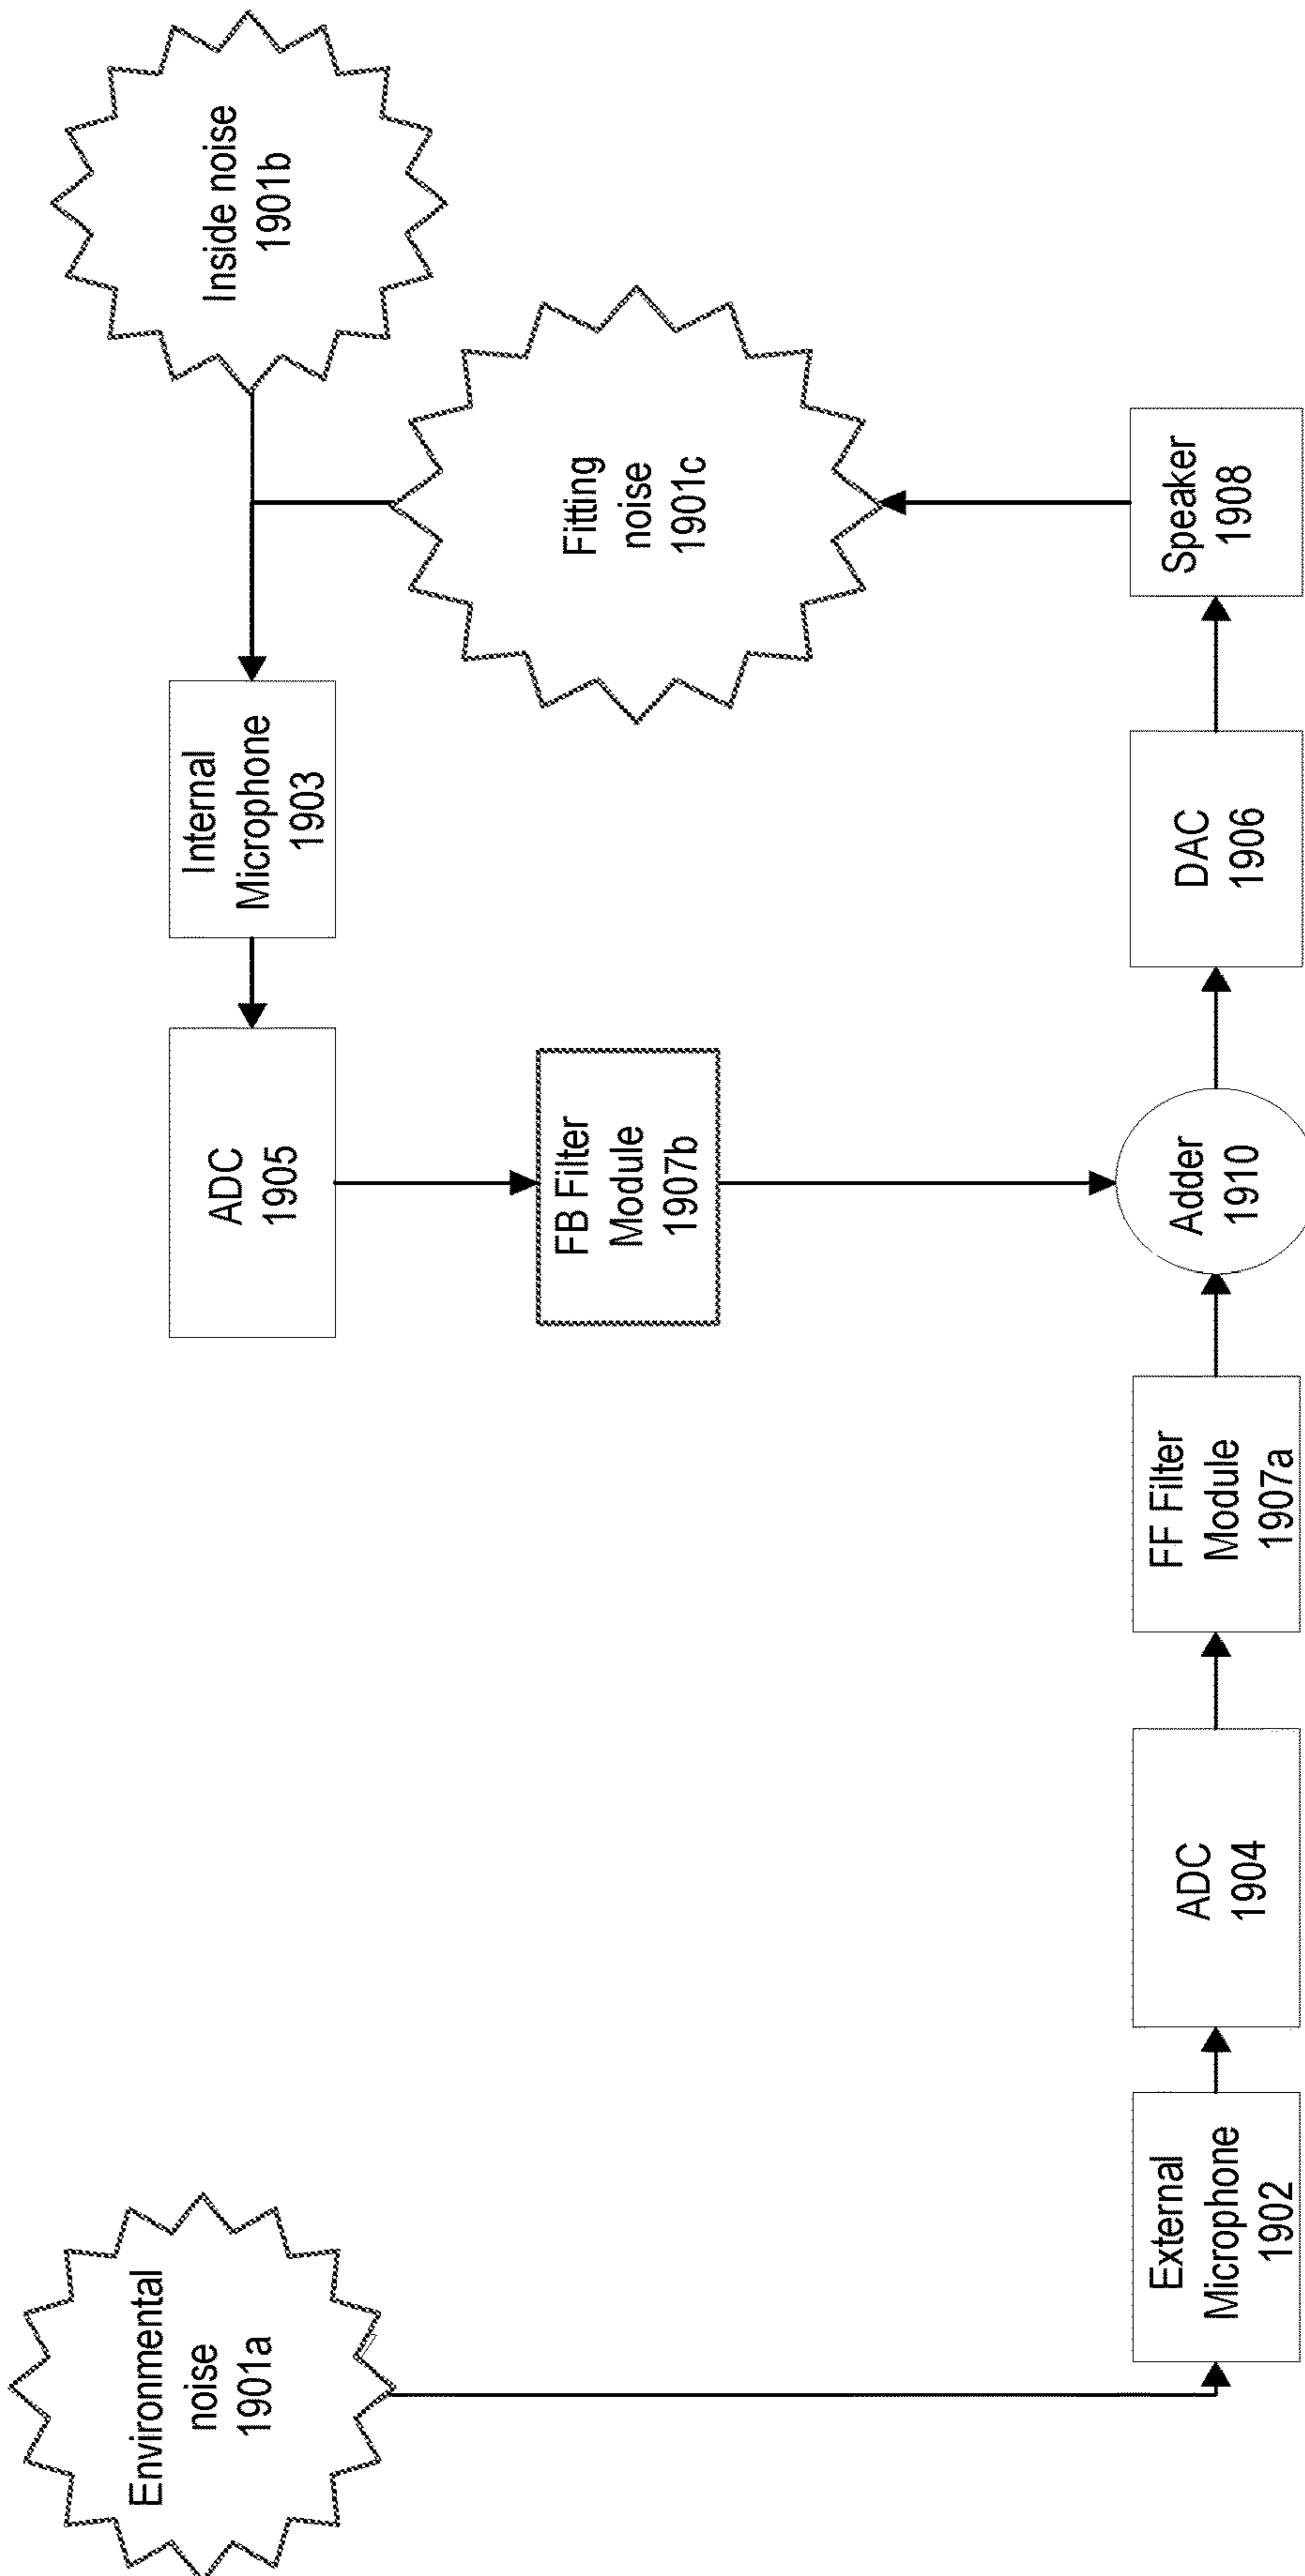 Environmental
noise
1901a
Inside noise
1901b
Internal
Microphone
1903
ADC
1905
FB Filter
Module
1907b
Fitting
noise
1901c
External
Microphone
1902
ADC
1904
FF Filter
Module
1907a
Adder
1910
DAC
1906
Speaker
1908